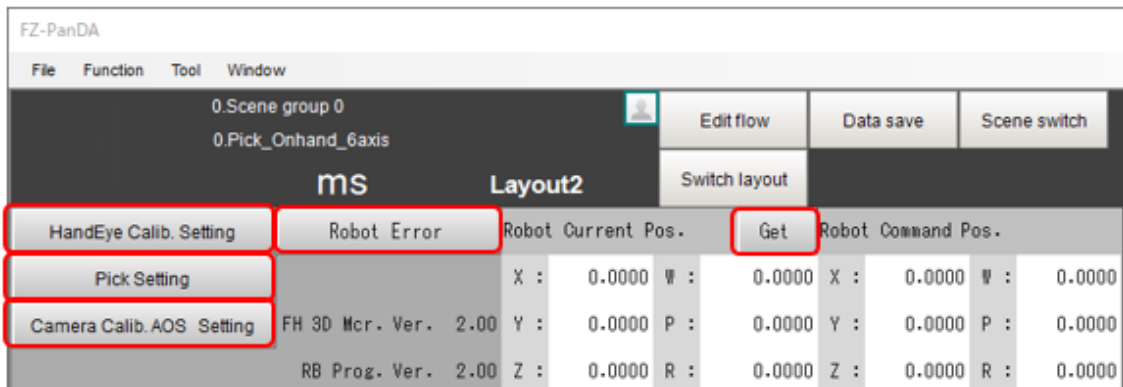 FZ-PanDA
File Function Tool Window
0.Scene group 0
0.Pick_Onhand_6axis
Edit flow Data save Scene switch
ms Layout2 Switch layout
HandEye Calib. Setting Robot Error Robot Current Pos. Get Robot Command Pos.
Pick Setting X : 0.0000 W : 0.0000 X : 0.0000 W : 0.0000
Camera Calib. AOS Setting FH 3D Mcr. Ver. 2.00 Y : 0.0000 P : 0.0000 Y : 0.0000 P : 0.0000
RB Prog. Ver. 2.00 Z : 0.0000 R : 0.0000 Z : 0.0000 R : 0.0000